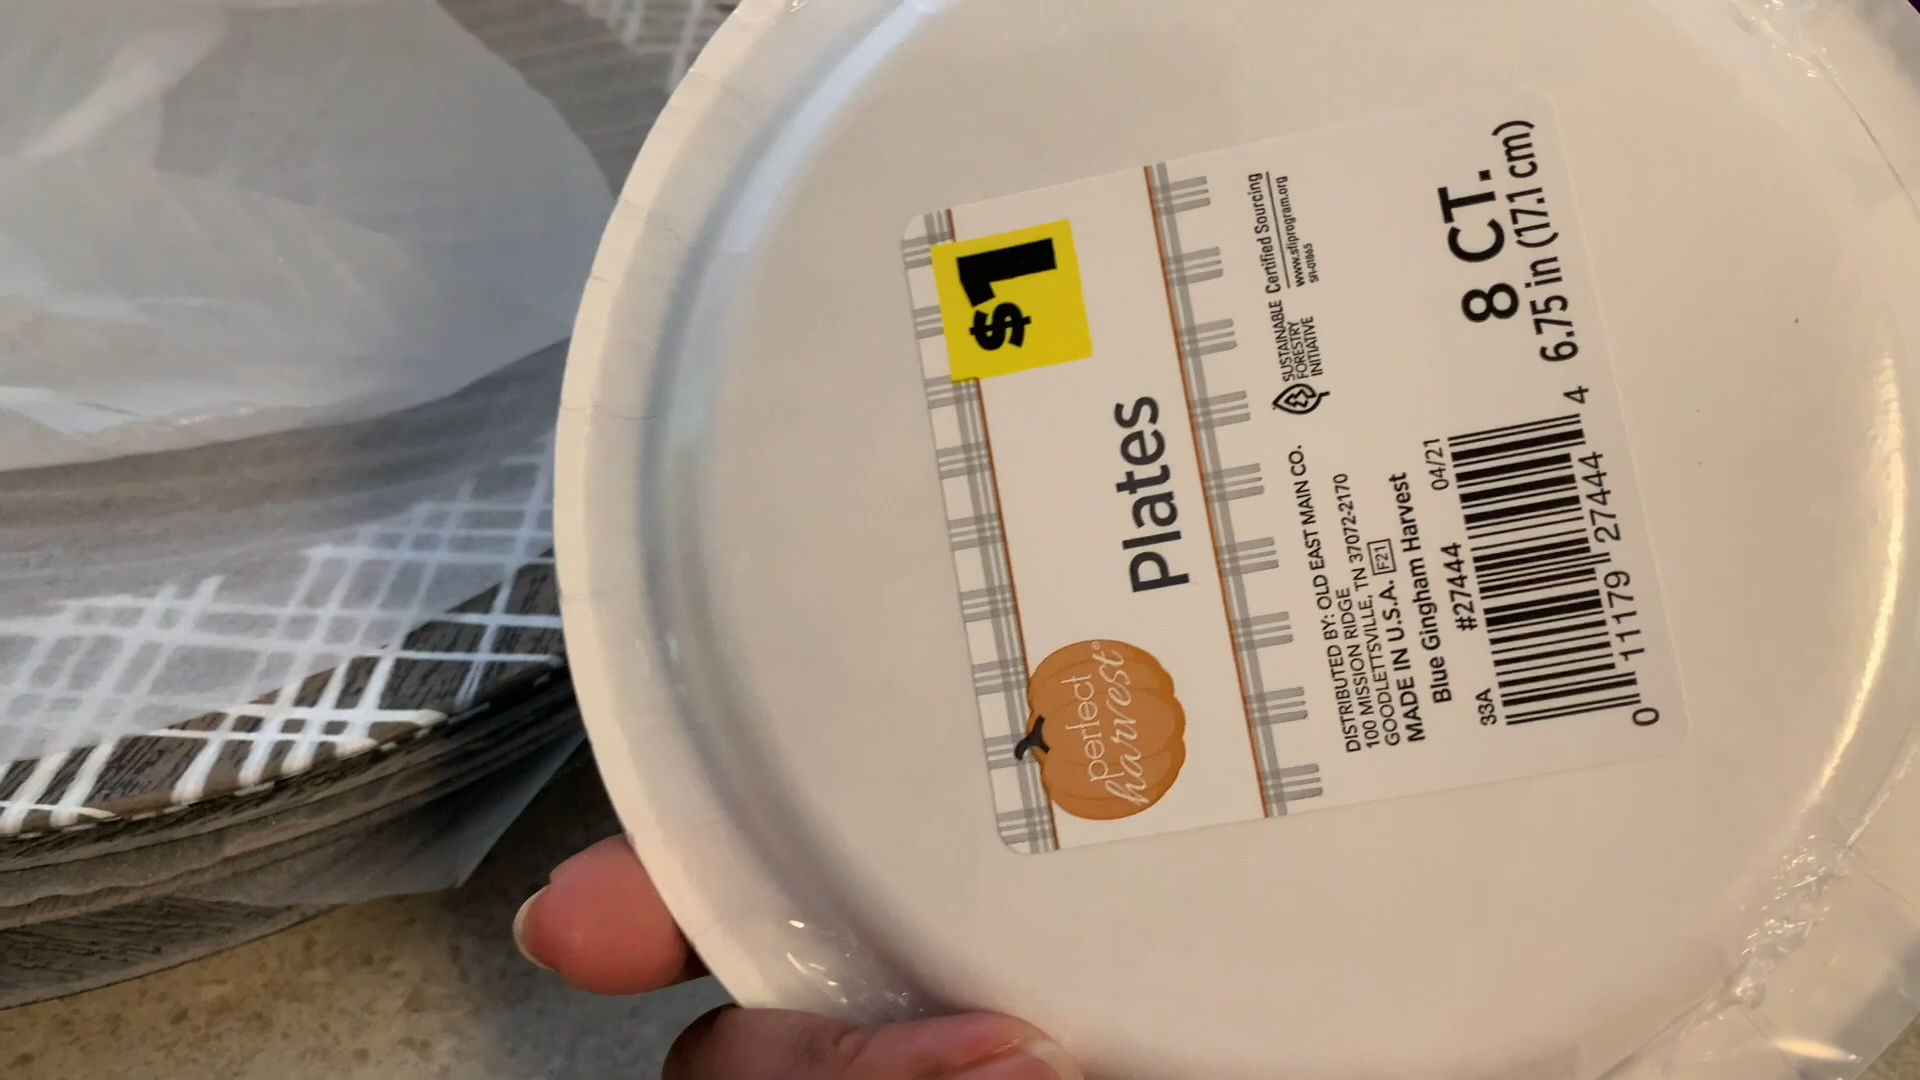 $1
perfect
harvest®
Plates
DISTRIBUTED BY: OLD EAST MAIN CO.
100 MISSION RIDGE
GOODLETTSVILLE, TN 37072-2170
MADE IN U.S.A. F21
Blue Gingham Harvest
#27444 04/21
33A
0 11179 27444 4
SUSTAINABLE
FORESTRY
INITIATIVE
Certified Sourcing
www.sfiprogram.org
SFI-01865
8 CT.
6.75 in (17.1 cm)